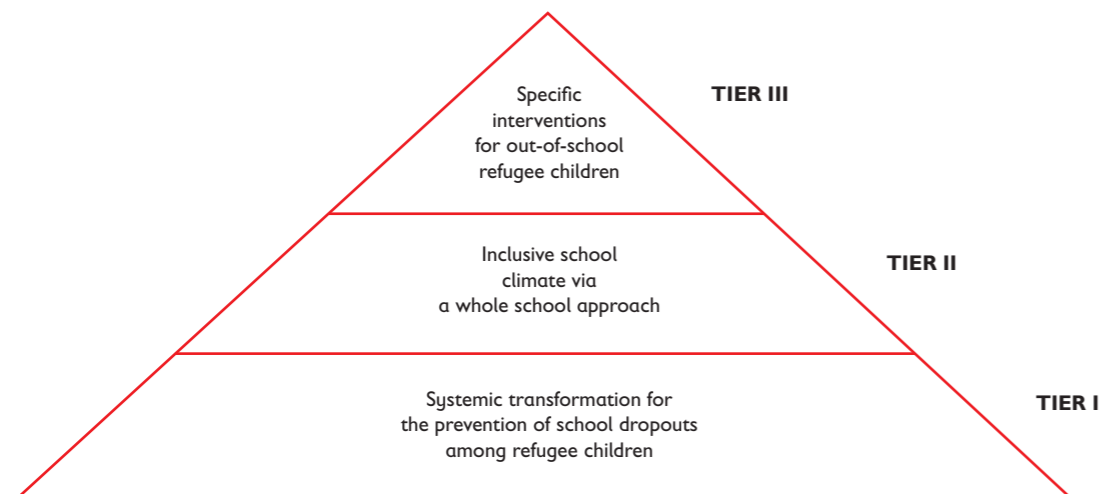 Specific
interventions
for out-of-school
refugee children
TIER III
Inclusive school
climate via
a whole school approach
TIER II
Systemic transformation for
the prevention of school dropouts
among refugee children
TIER I